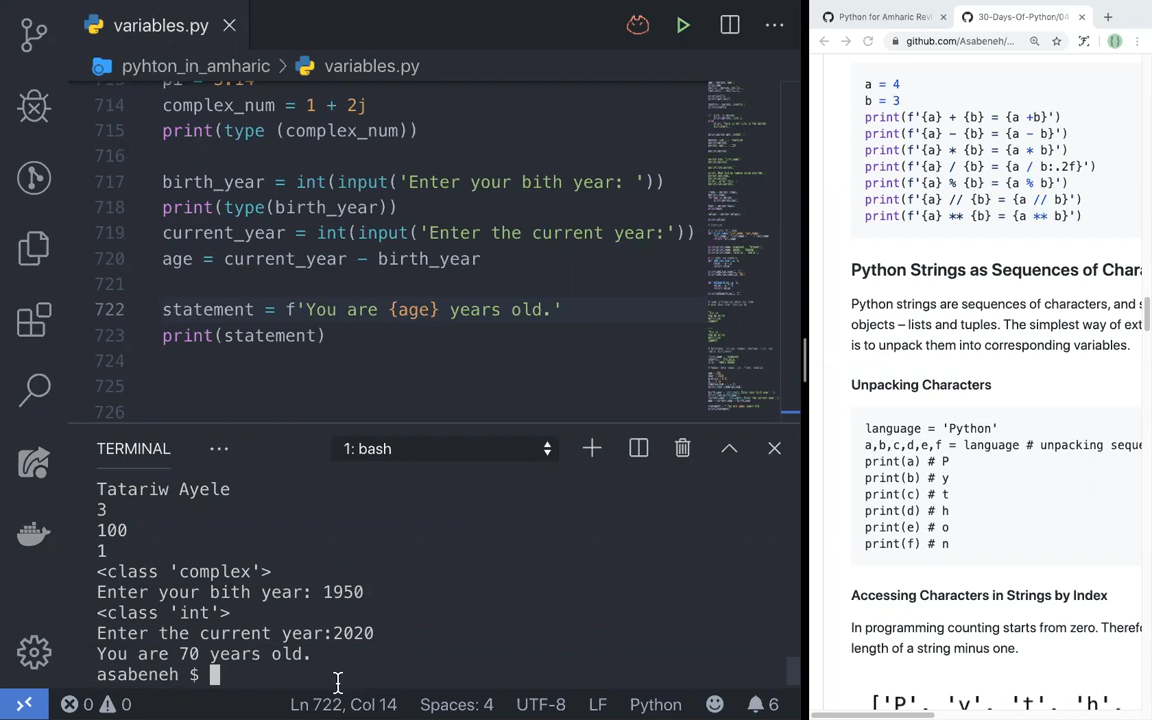 variables.py
pyhton_in_amharic > variables.py
714 complex_num = 1 + 2j
715 print(type (complex_num))
716
717 birth_year = int(input('Enter your bith year: '))
718 print(type(birth_year))
719 current_year = int(input('Enter the current year:'))
720 age = current_year - birth_year
721
722 statement = f'You are {age} years old.'
723 print(statement)
724
725
726
TERMINAL ··· 1: bash
Tatariw Ayele
3
100
1
<class 'complex'>
Enter your bith year: 1950
<class 'int'>
Enter the current year:2020
You are 70 years old.
asabeneh $
0 0 Ln 722, Col 14 Spaces: 4 UTF-8 LF Python 6
Python for Amharic Revi 30-Days-Of-Python/04
github.com/Asabeneh/...
a = 4
b = 3
print(f'{a} + {b} = {a +b}')
print(f'{a} - {b} = {a - b}')
print(f'{a} * {b} = {a * b}')
print(f'{a} / {b} = {a / b:.2f}')
print(f'{a} % {b} = {a % b}')
print(f'{a} // {b} = {a // b}')
print(f'{a} ** {b} = {a ** b}')
Python Strings as Sequences of Char
Python strings are sequences of characters, and s
objects – lists and tuples. The simplest way of ext
is to unpack them into corresponding variables.
Unpacking Characters
language = 'Python'
a,b,c,d,e,f = language # unpacking seque
print(a) # P
print(b) # y
print(c) # t
print(d) # h
print(e) # o
print(f) # n
Accessing Characters in Strings by Index
In programming counting starts from zero. Therefo
length of a string minus one.
['P', 'y', 't', 'h',